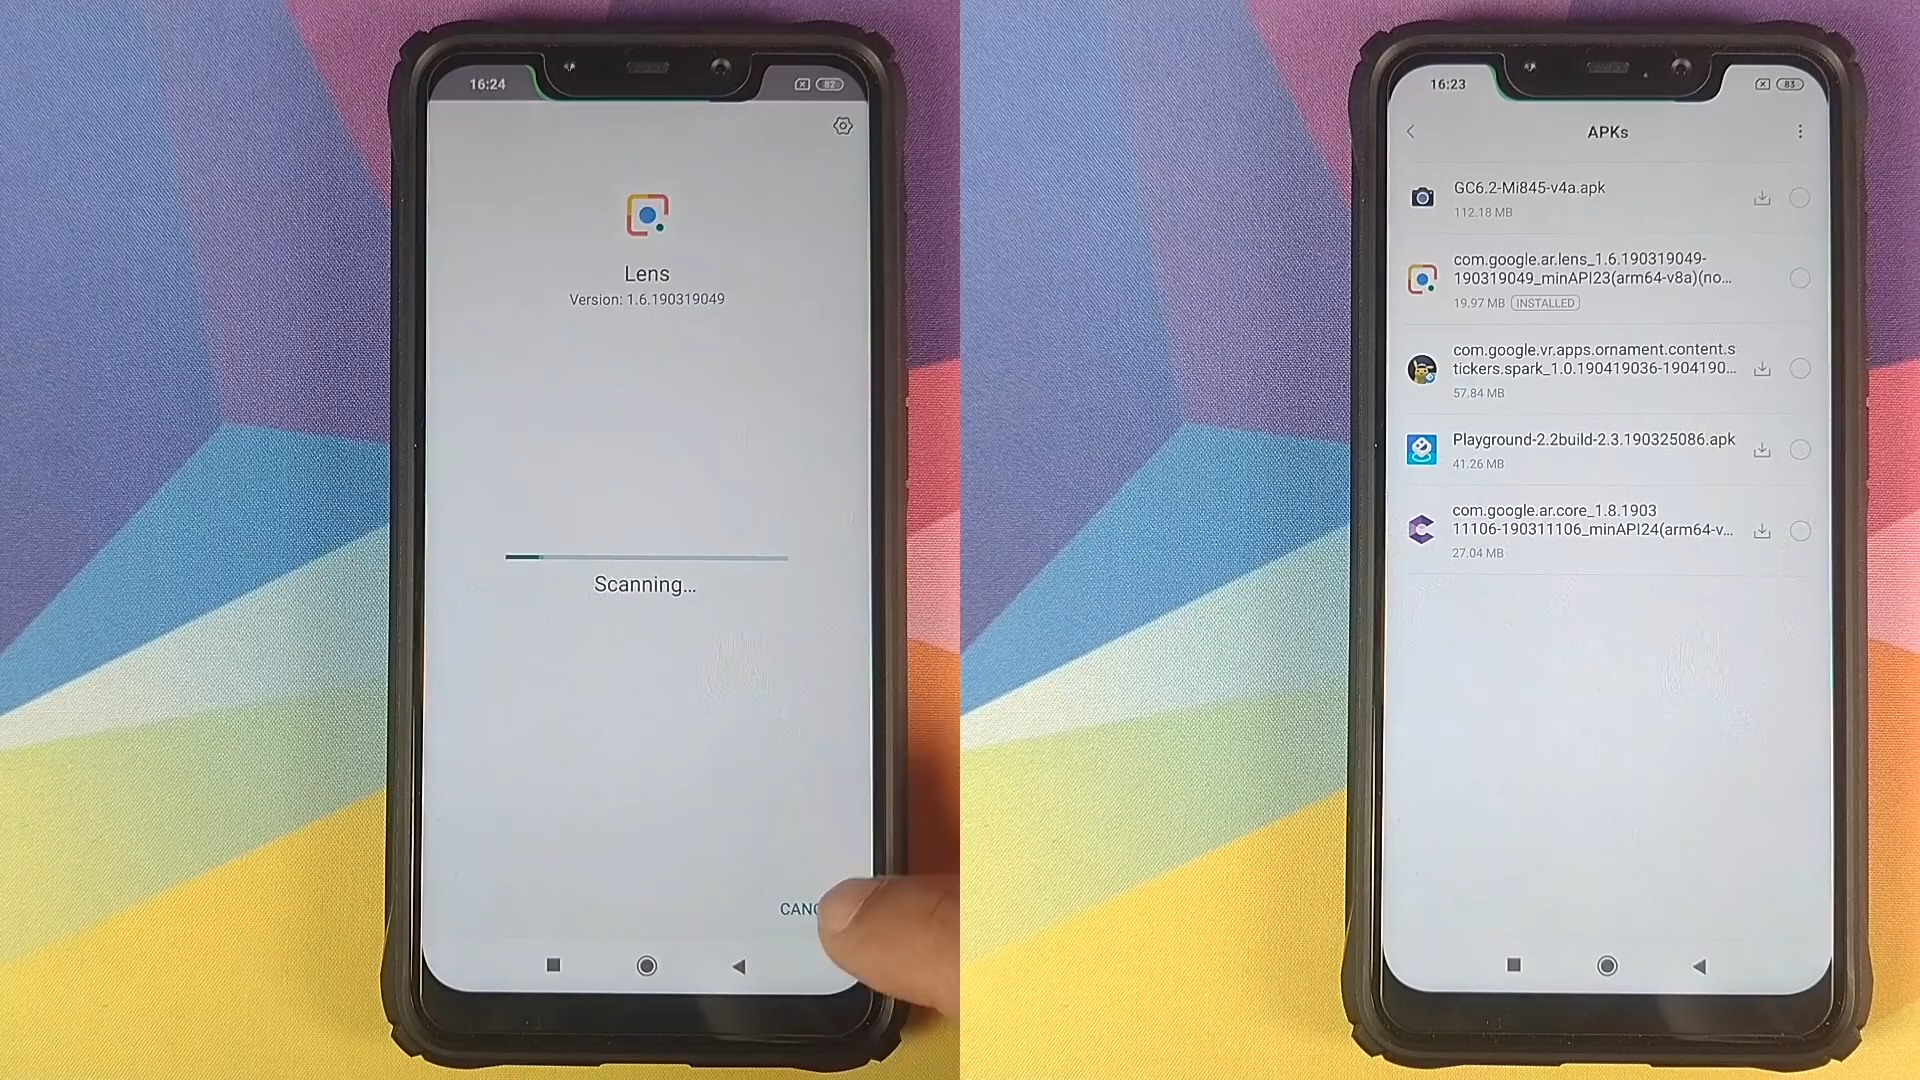 16:24
82
Lens
Version: 1.6.190319049
Scanning...
16:23
83
APKs
GC6.2-Mi845-v4a.apk
112.18 MB
com.google.ar.lens_1.6.190319049-
190319049_minAPI23(arm64-v8a)(no...
19.97 MB INSTALLED
com.google.vr.apps.ornament.content.s
tickers.spark_1.0.190419036-1904190...
57.84 MB
Playground-2.2build-2.3.190325086.apk
41.26 MB
com.google.ar.core_1.8.1903
11106-190311106_minAPI24(arm64-v...
27.04 MB